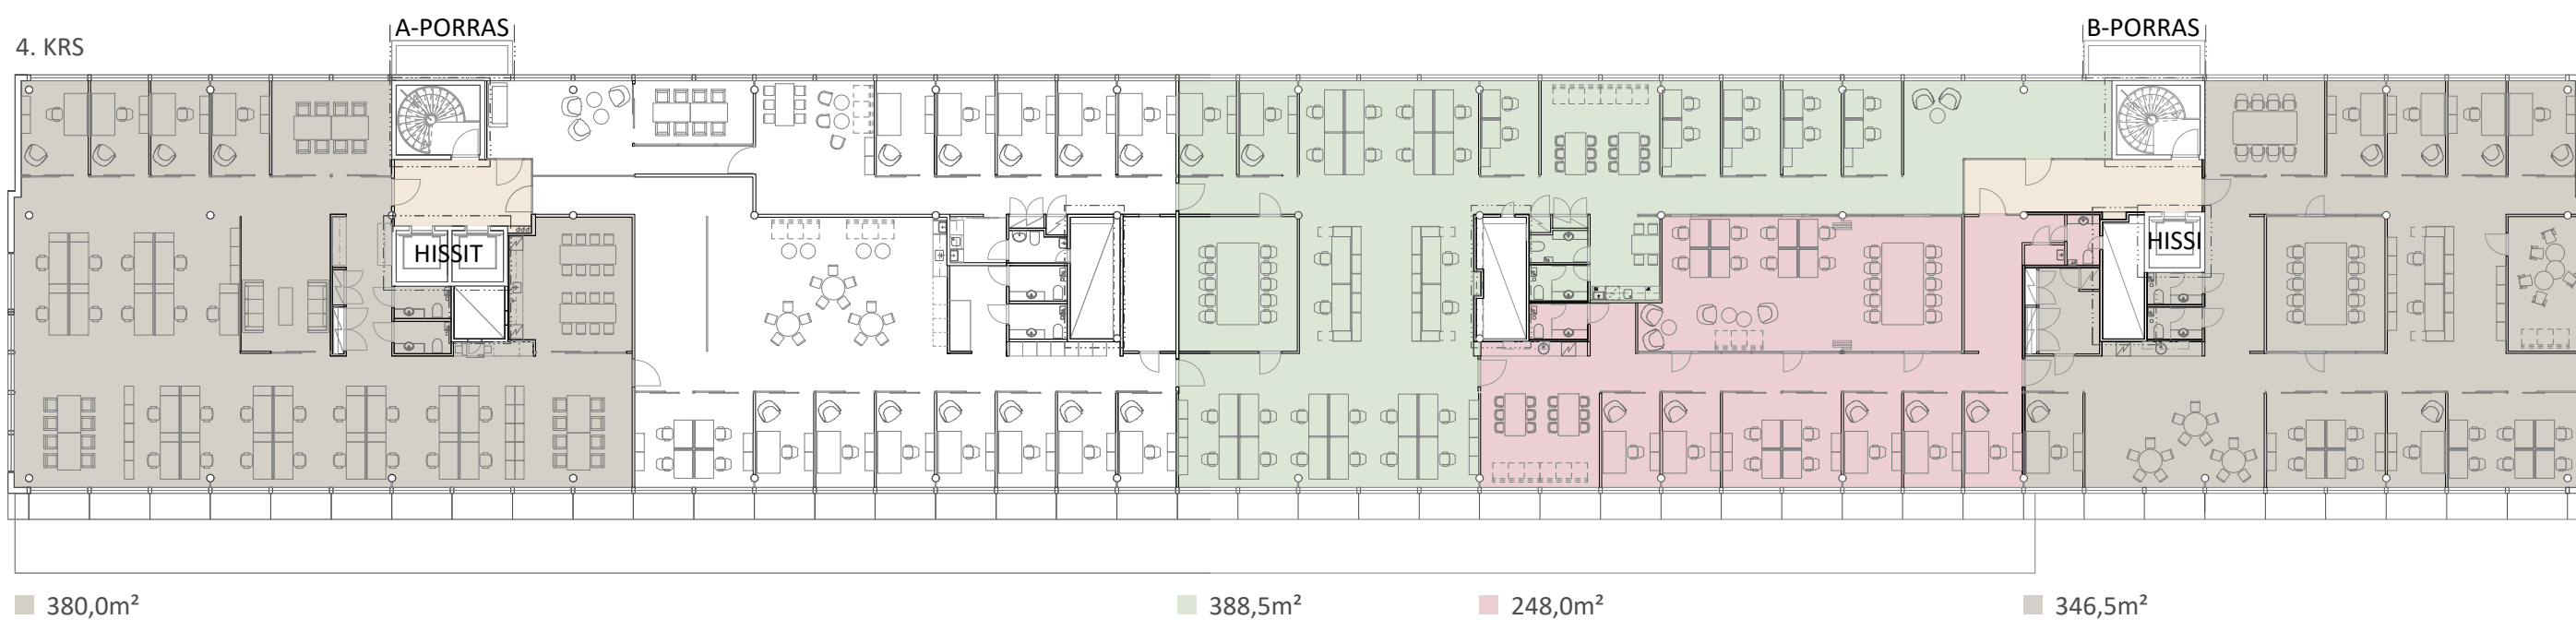 A-PORRAS
B-PORRAS
4. KRS
HISSIT
HISSI
380,0m²
388,5m²
248,0m²
346,5m²